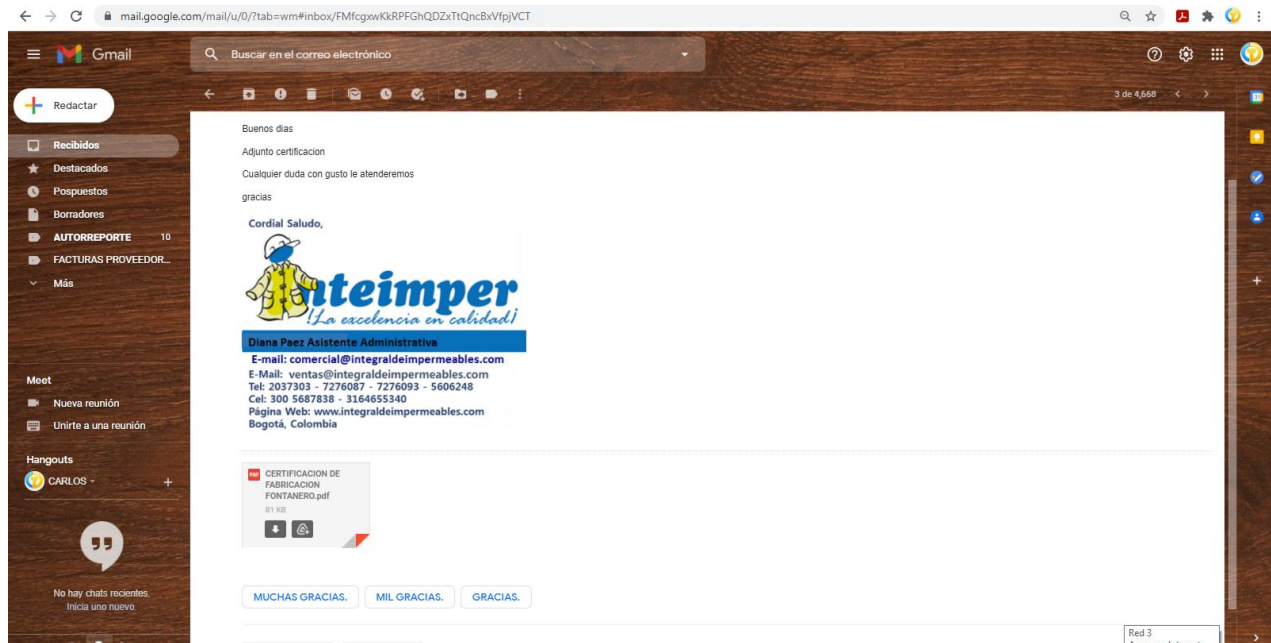 mail.google.com/mail/u/0/?tab=wm#inbox/FMfcgxwKkRPFGhQDZxTtQncBxVfpjVCT
Gmail
Buscar en el correo electrónico
Redactar
3 de 4,668
Recibidos
Destacados
Pospuestos
Borradores
AUTORREPORTE 10
FACTURAS PROVEEDOR...
Más
Meet
Nueva reunión
Unirte a una reunión
Hangouts
CARLOS
No hay chats recientes.
Inicia uno nuevo
Buenos dias
Adjunto certificacion
Cualquier duda con gusto le atenderemos
gracias
Cordial Saludo,
Inteimper
¡La excelencia en calidad!
Diana Paez Asistente Administrativa
E-mail: comercial@integraldeimpermeables.com
E-Mail: ventas@integraldeimpermeables.com
Tel: 2037303 - 7276087 - 7276093 - 5606248
Cel: 300 5687838 - 3164655340
Página Web: www.integraldeimpermeables.com
Bogotá, Colombia
PDF
CERTIFICACION DE
FABRICACION
FONTANERO.pdf
81 KB
MUCHAS GRACIAS.
MIL GRACIAS.
GRACIAS.
Red 3